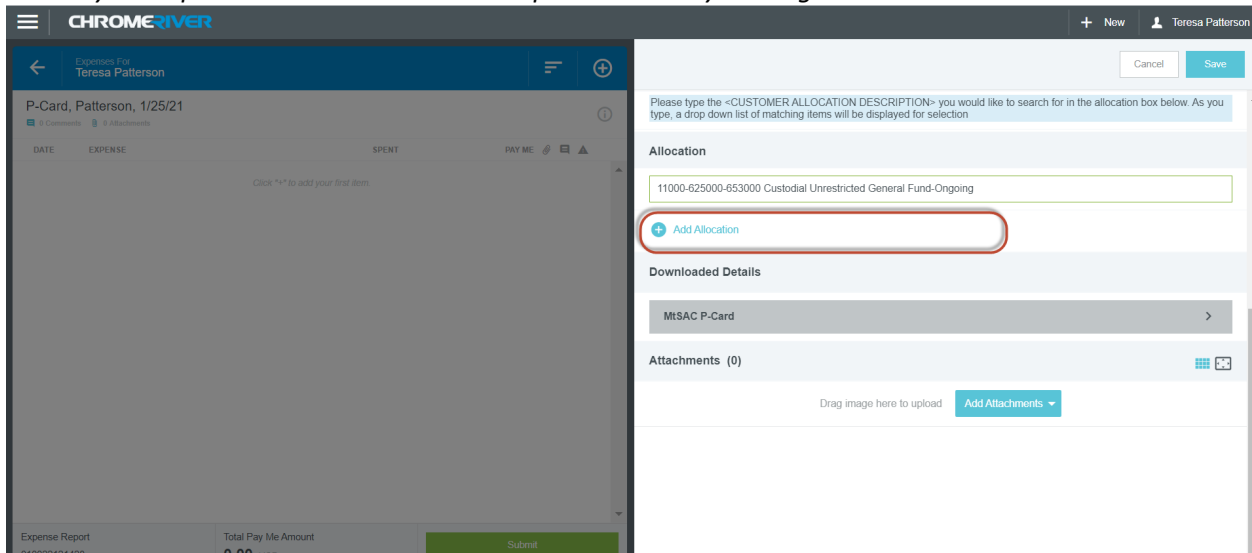 CHROMERIVER
+ New
Teresa Patterson
Expenses For
Teresa Patterson
Cancel
Save
P-Card, Patterson, 1/25/21
0 Comments 0 Attachments
Please type the <CUSTOMER ALLOCATION DESCRIPTION> you would like to search for in the allocation box below. As you
type, a drop down list of matching items will be displayed for selection
DATE EXPENSE SPENT PAY ME
Allocation
Click "+" to add your first item.
11000-625000-653000 Custodial Unrestricted General Fund-Ongoing
Add Allocation
Downloaded Details
MtSAC P-Card
Attachments (0)
Drag image here to upload
Add Attachments
Expense Report
Total Pay Me Amount
Submit